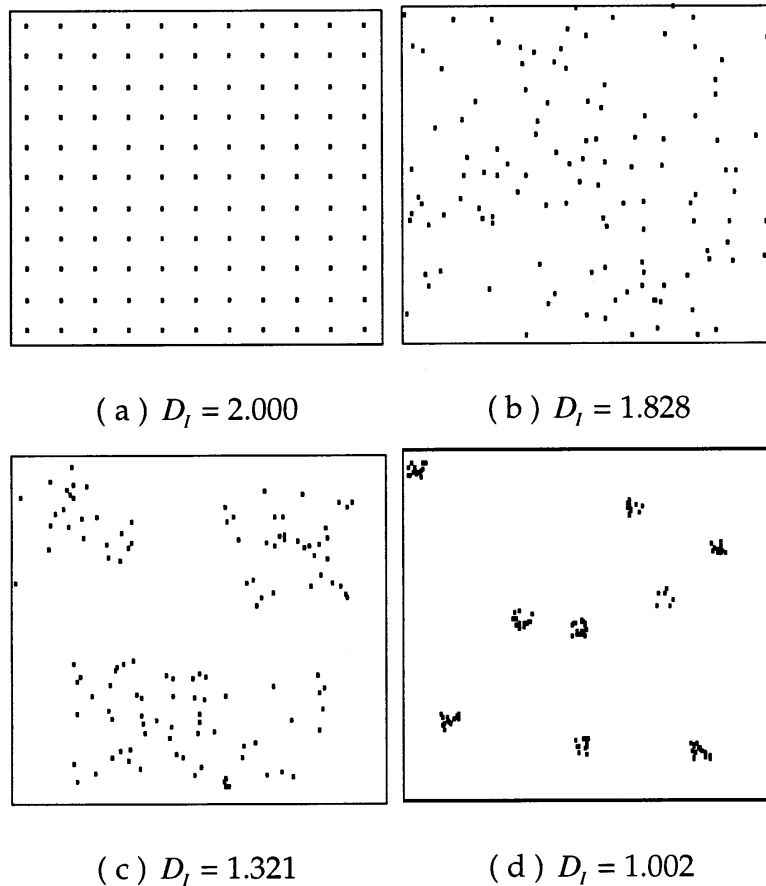 ( a ) D_I = 2.000
( b ) D_I = 1.828
( c ) D_I = 1.321
( d ) D_I = 1.002